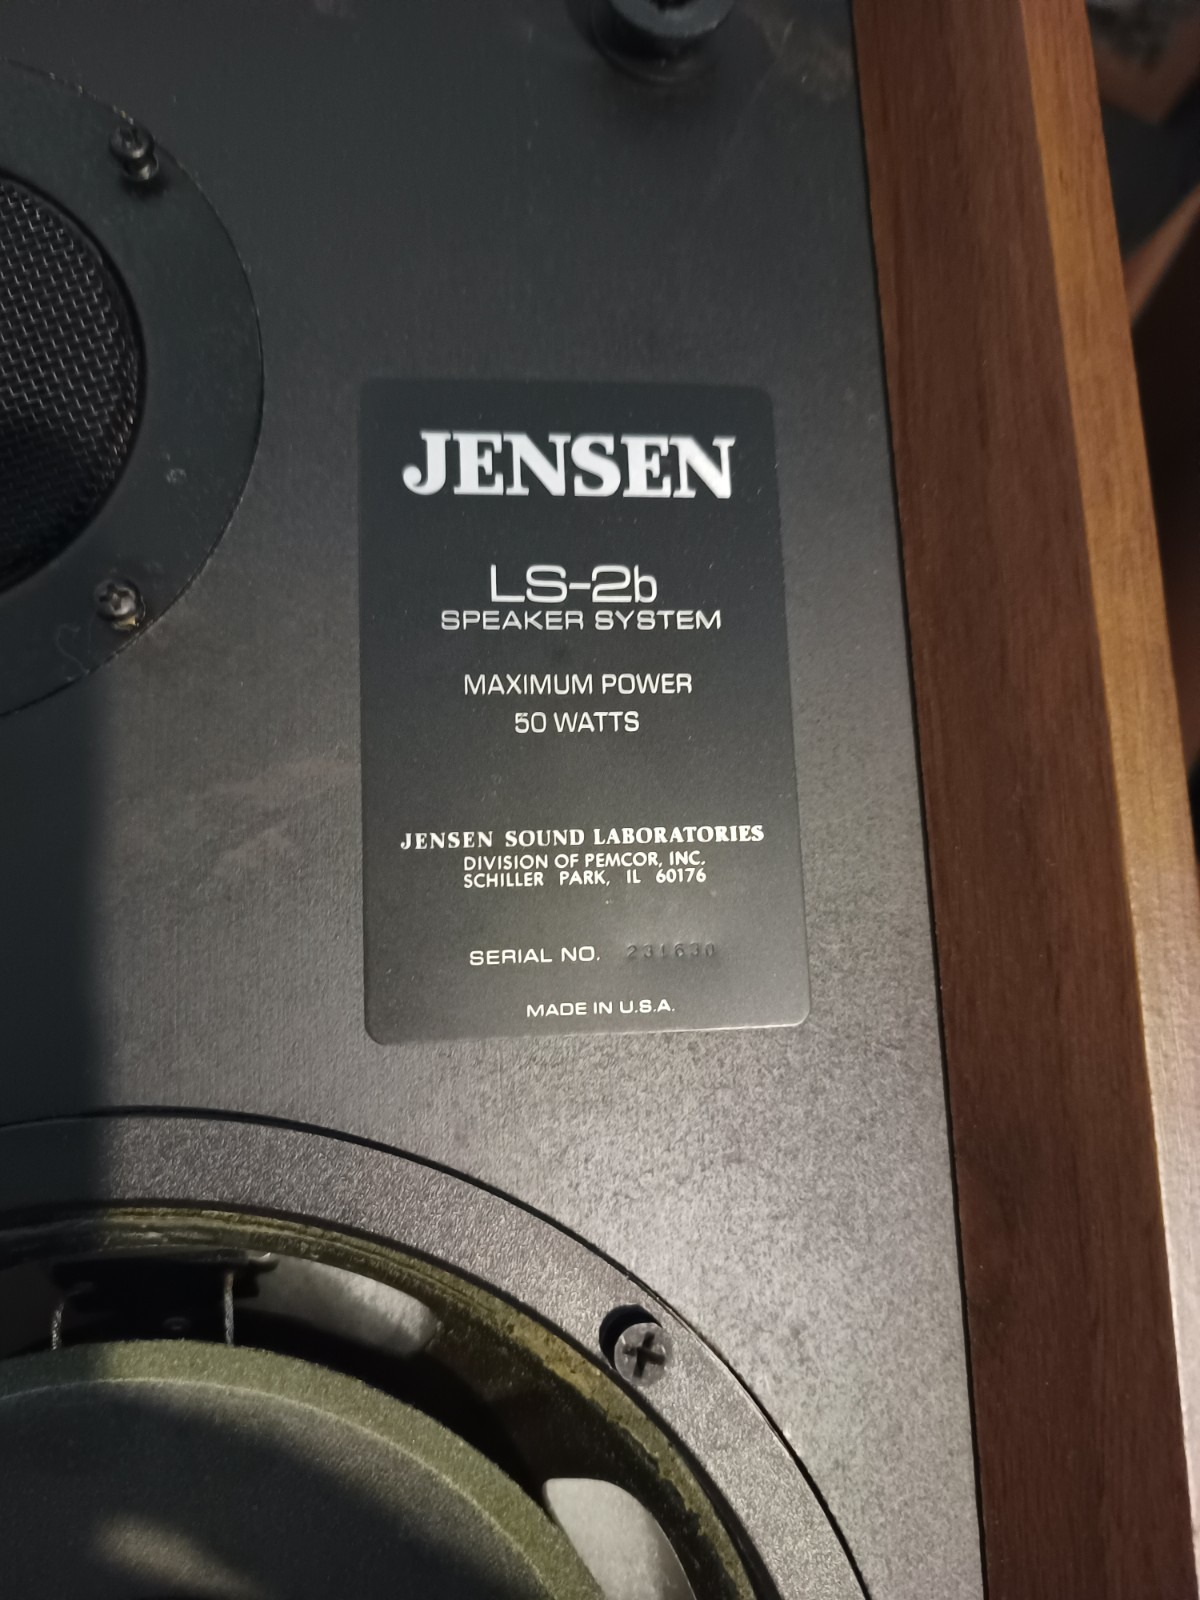 JENSEN
LS-2b
SPEAKER SYSTEM
MAXIMUM POWER
50 WATTS
JENSEN SOUND LABORATORIES
DIVISION OF PEMCOR, INC.
SCHILLER PARK, IL 60176
SERIAL NO. 231630
MADE IN U.S.A.